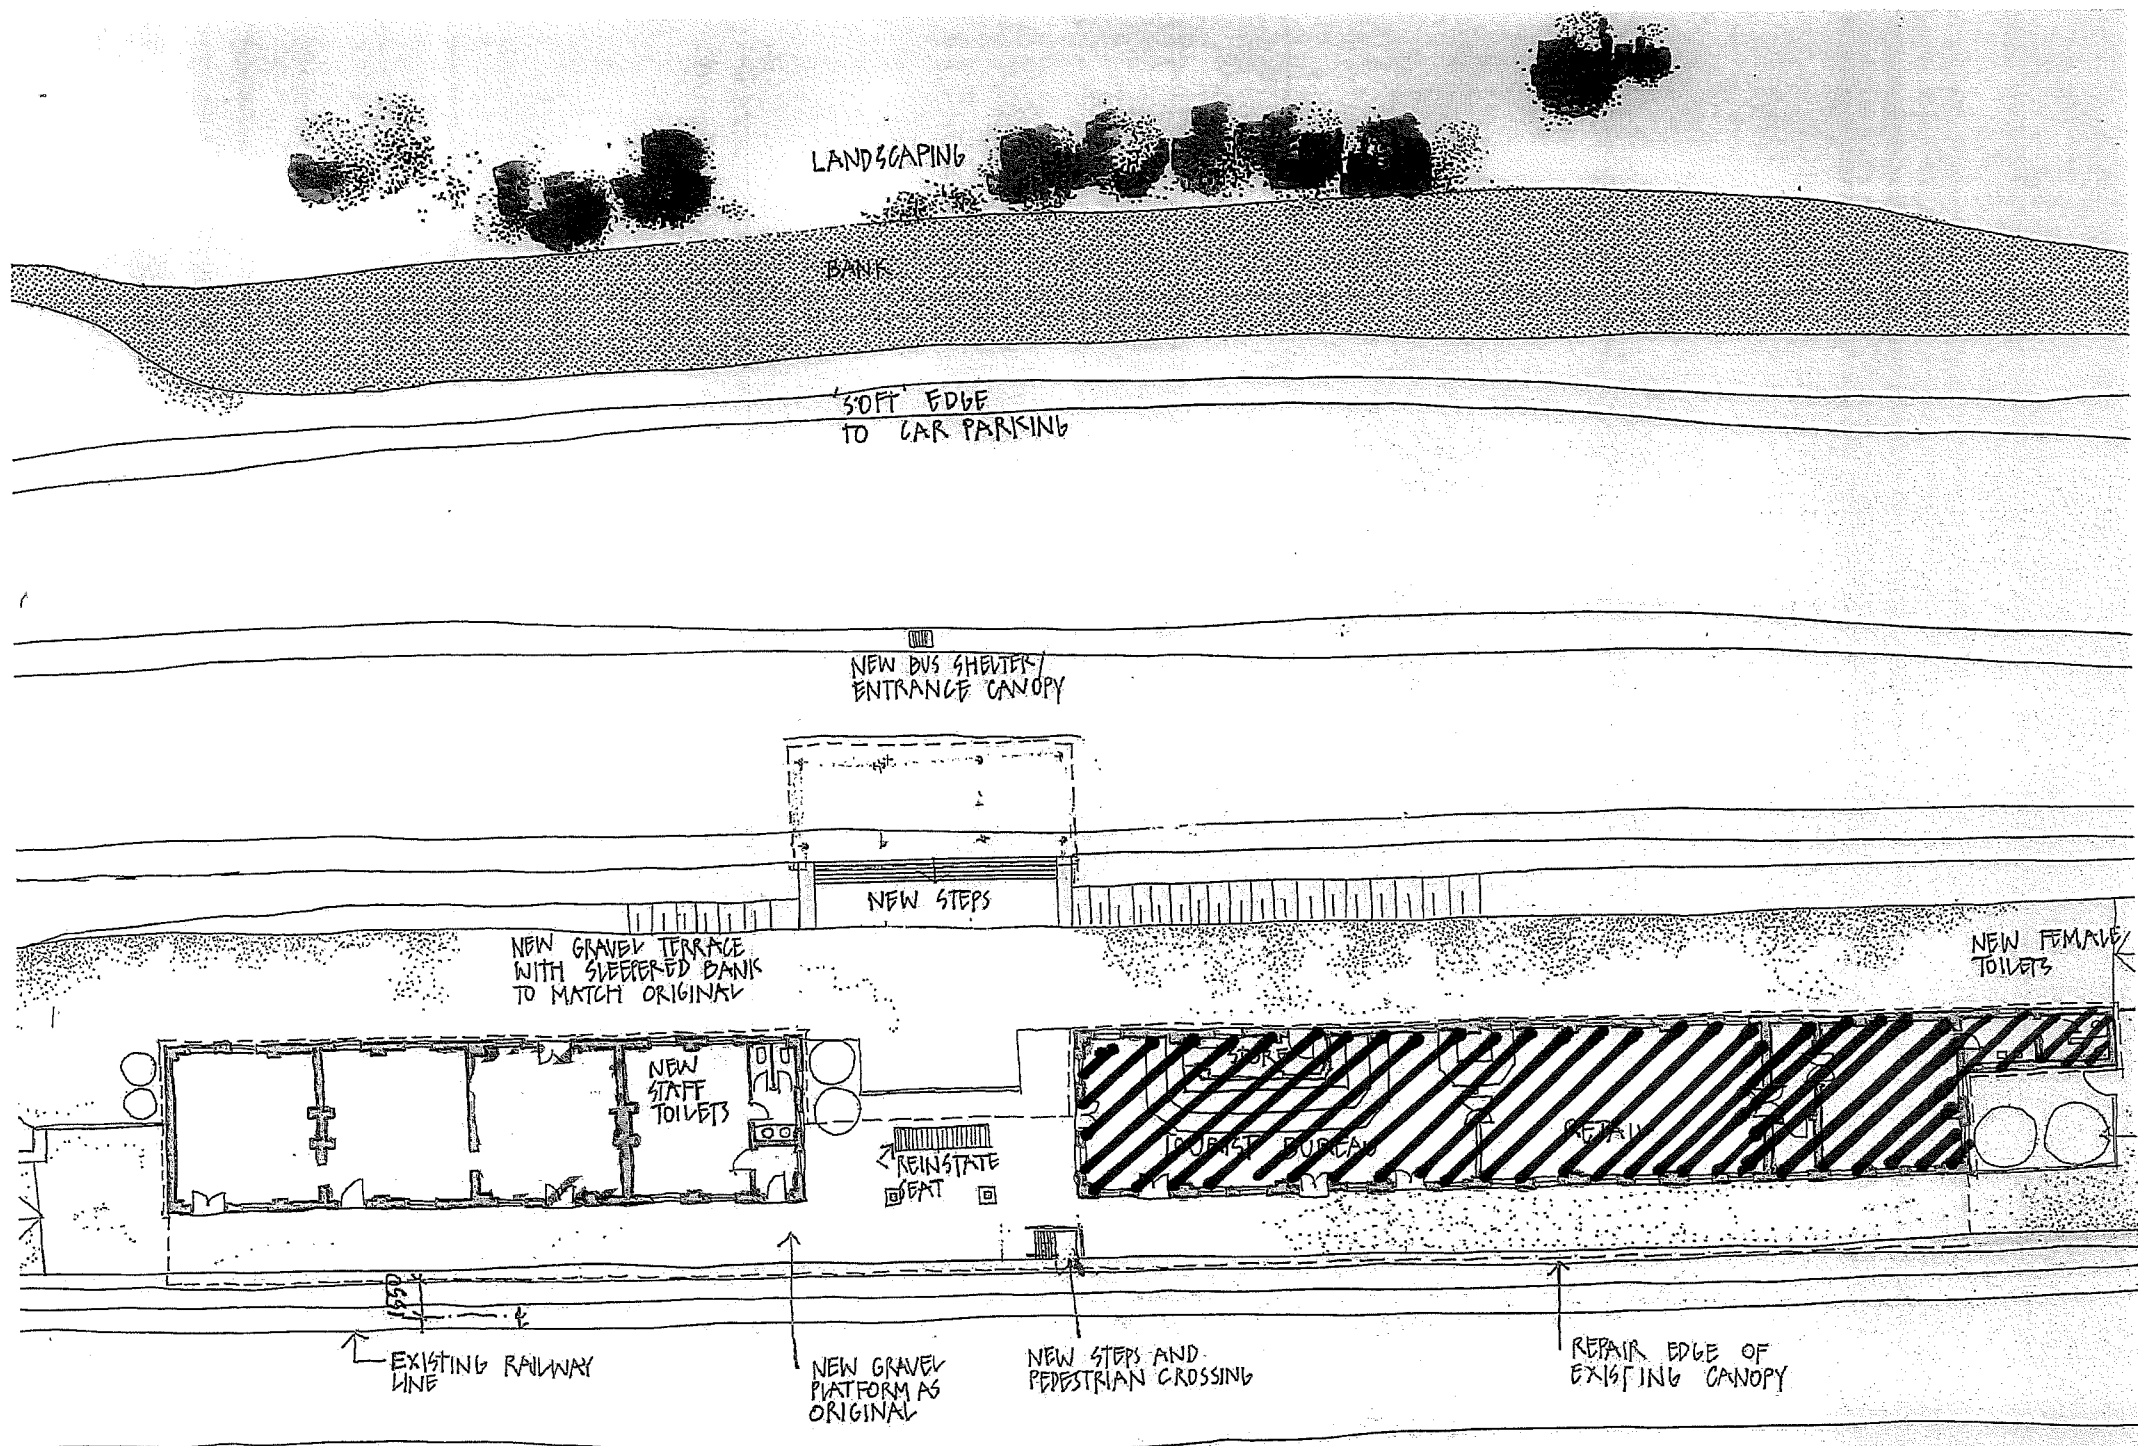 LANDSCAPING
BANK
'SOFT' EDGE
TO CAR PARKING
NEW BUS SHELTER/
ENTRANCE CANOPY
NEW STEPS
NEW GRAVEL TERRACE
WITH SLEEPERED BANK
TO MATCH ORIGINAL
NEW FEMALE
TOILETS
NEW
STAFF
TOILETS
STORE
TOURIST BUREAU
RETAIL
REINSTATE
SEAT
1550
EXISTING RAILWAY
LINE
NEW GRAVEL
PLATFORM AS
ORIGINAL
NEW STEPS AND
PEDESTRIAN CROSSING
REPAIR EDGE OF
EXISTING CANOPY